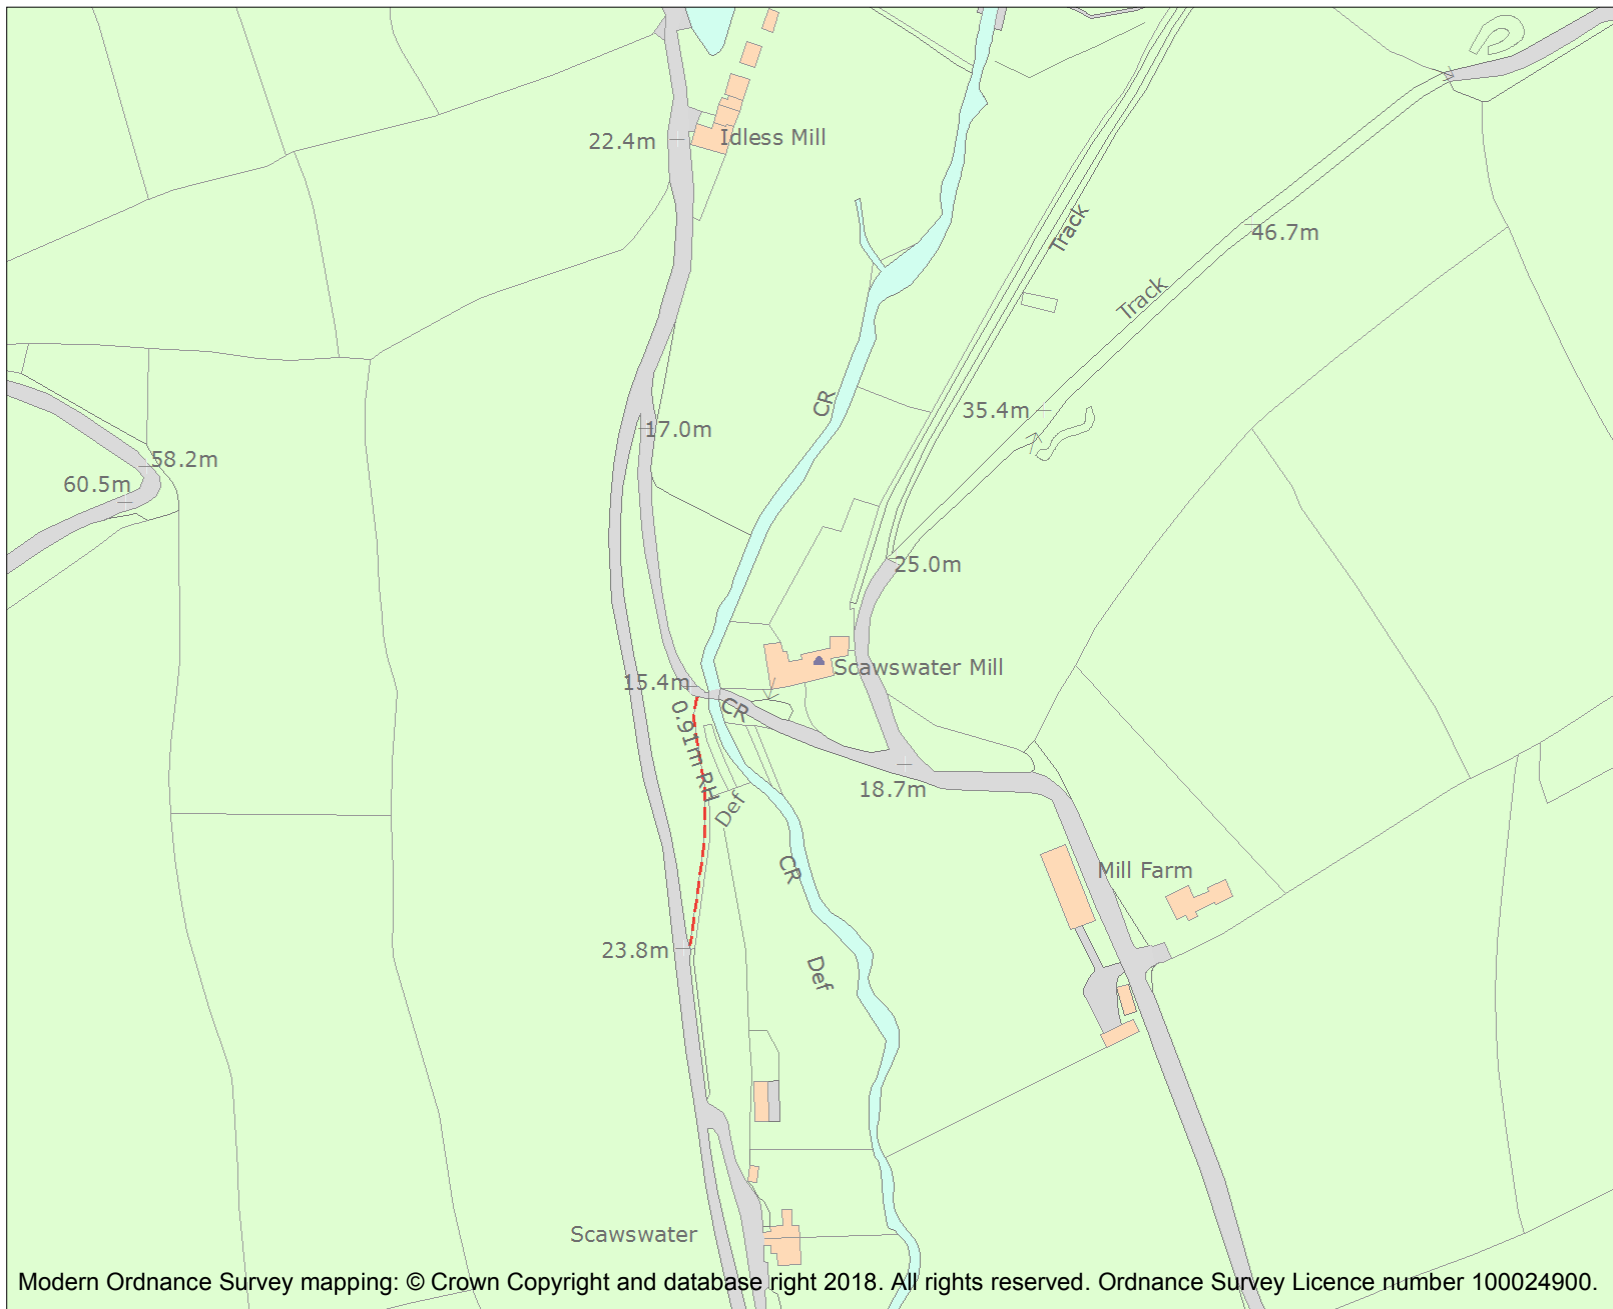 Idless Mill
22.4m
Track
46.7m
Track
CR
35.4m
17.0m
58.2m
60.5m
25.0m
Scawswater Mill
15.4m
CR
0.91m RH
18.7m
Def
CR
Mill Farm
23.8m
Def
Scawswater
Modern Ordnance Survey mapping: © Crown Copyright and database right 2018. All rights reserved. Ordnance Survey Licence number 100024900.